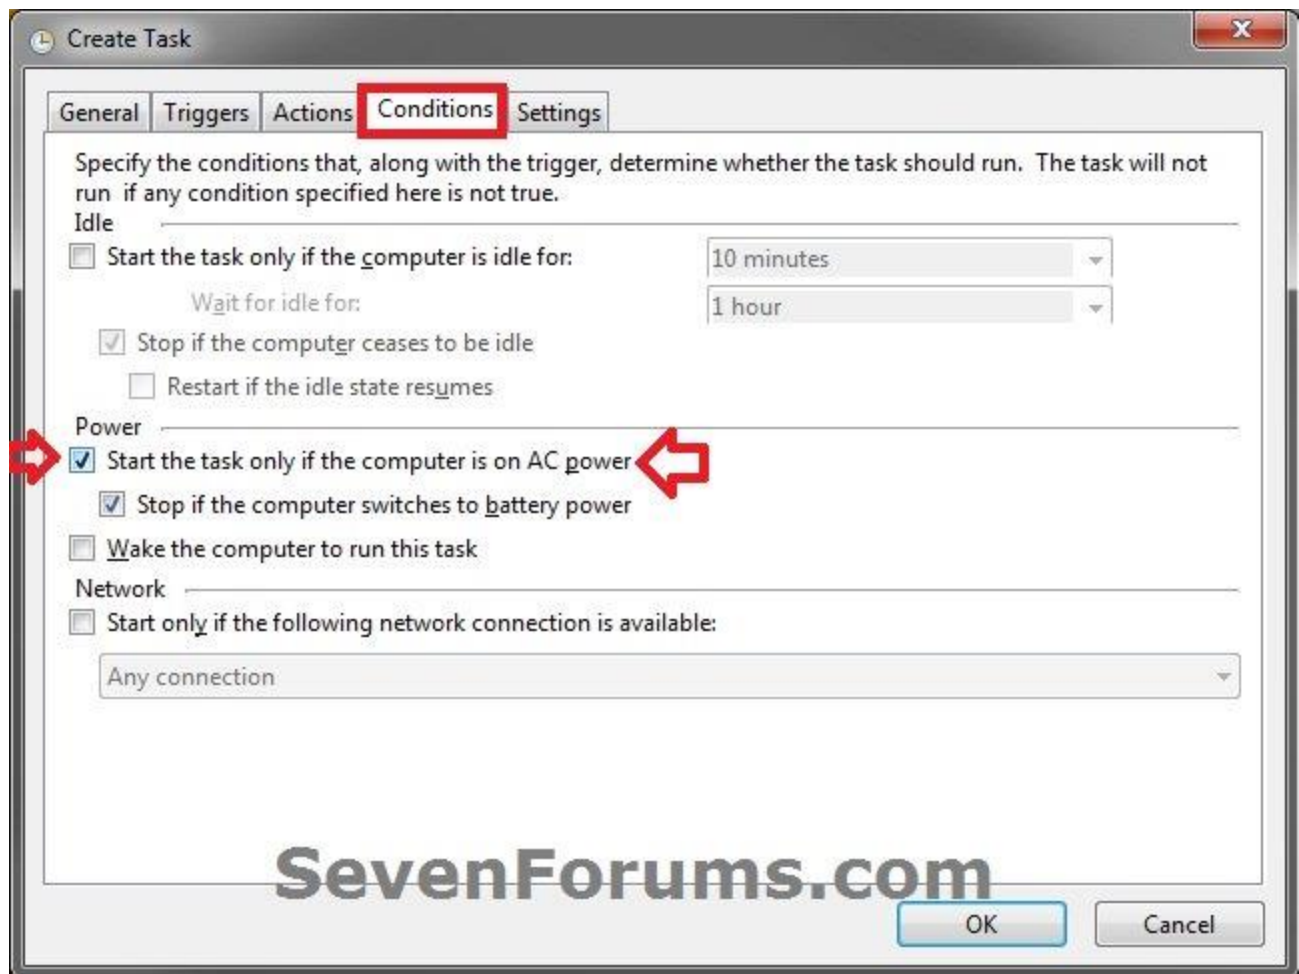 Create Task
General Triggers Actions Conditions Settings
Specify the conditions that, along with the trigger, determine whether the task should run. The task will not
run if any condition specified here is not true.
Idle
Start the task only if the computer is idle for: 10 minutes
Wait for idle for: 1 hour
Stop if the computer ceases to be idle
Restart if the idle state resumes
Power
Start the task only if the computer is on AC power
Stop if the computer switches to battery power
Wake the computer to run this task
Network
Start only if the following network connection is available:
Any connection
SevenForums.com
OK Cancel